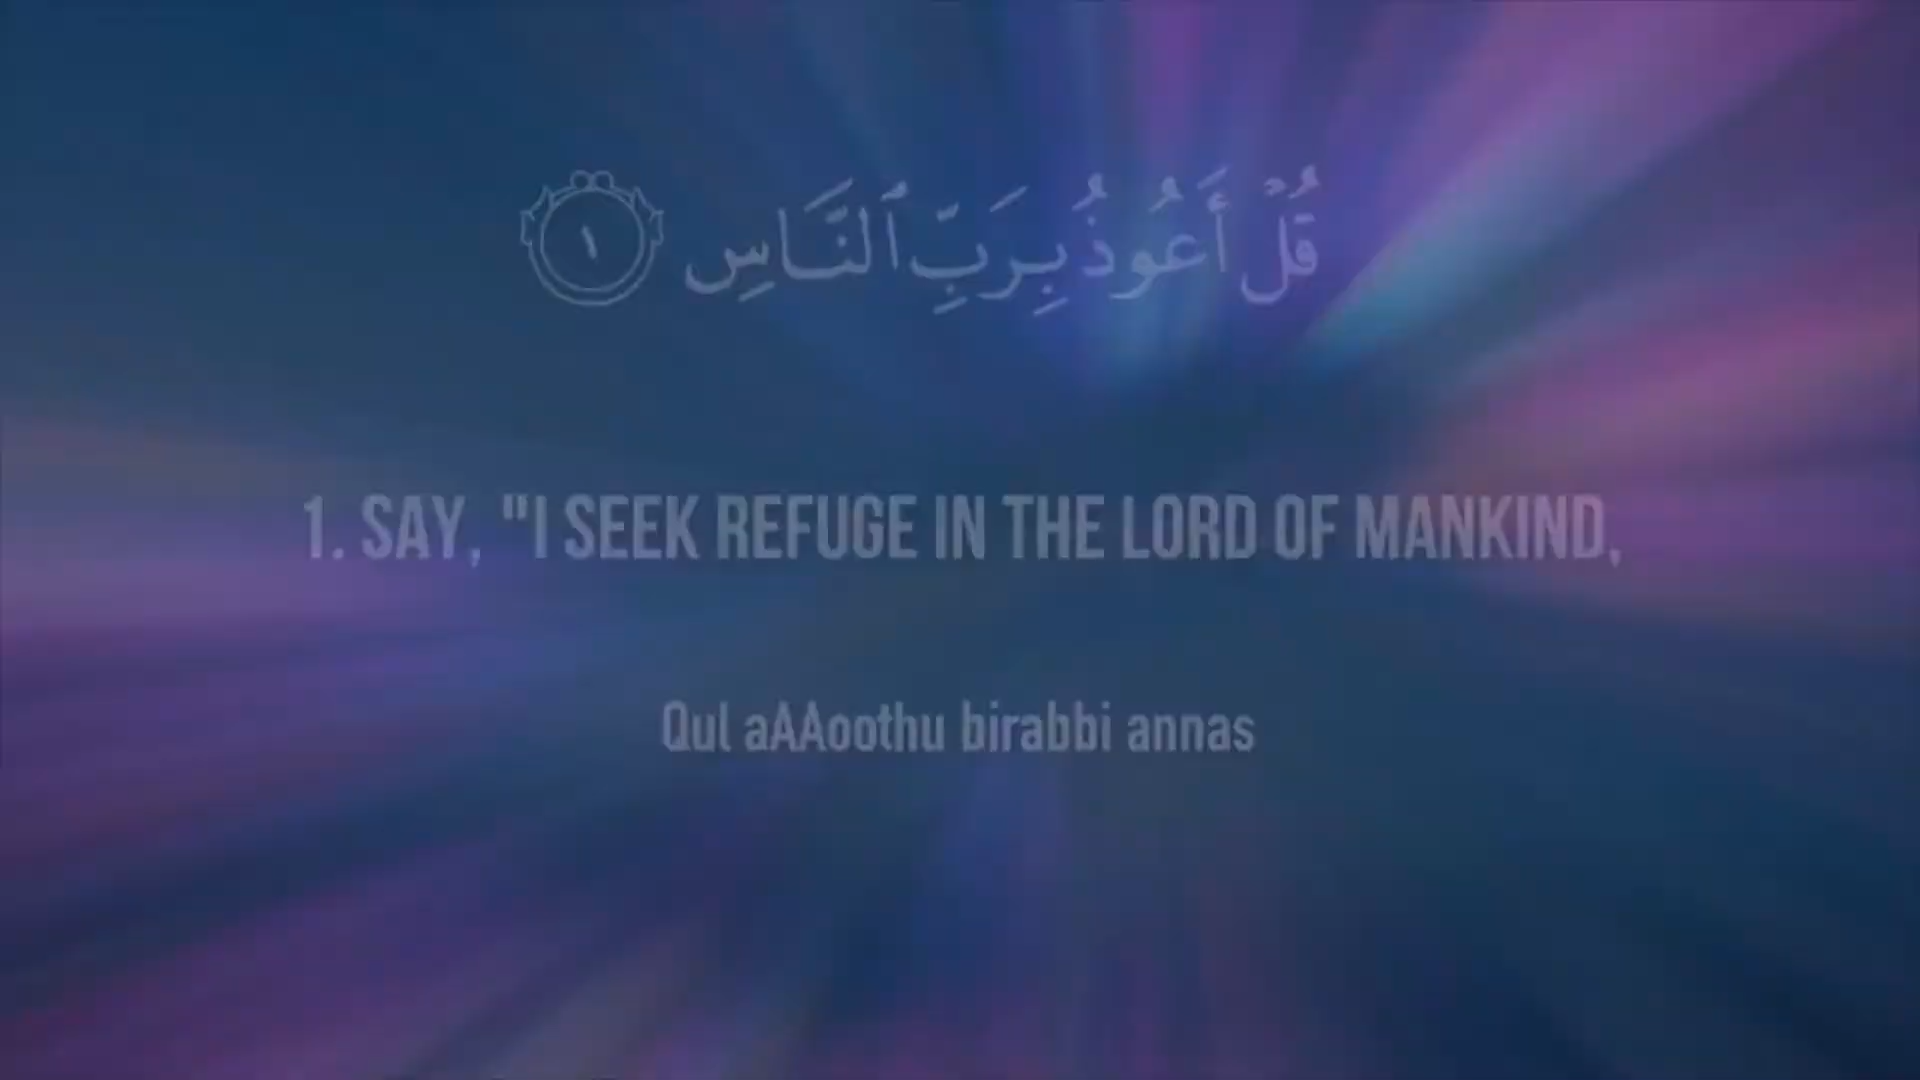 قُلْ أَعُوذُ بِرَبِّ ٱلنَّاسِ ١
1. SAY, "I SEEK REFUGE IN THE LORD OF MANKIND,
Qul aAAoothu birabbi annas